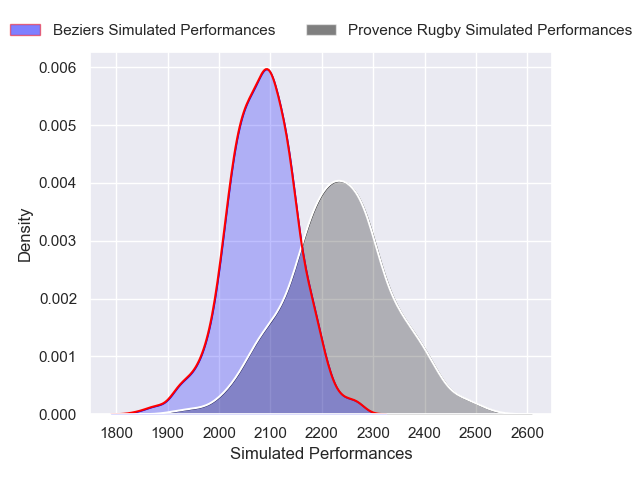 Beziers Simulated Performances Provence Rugby Simulated Performances
0.006
0.005
0.004
0.003
0.002
0.001
0.000
Density
1800 1900 2000 2100 2200 2300 2400 2500 2600
Simulated Performances